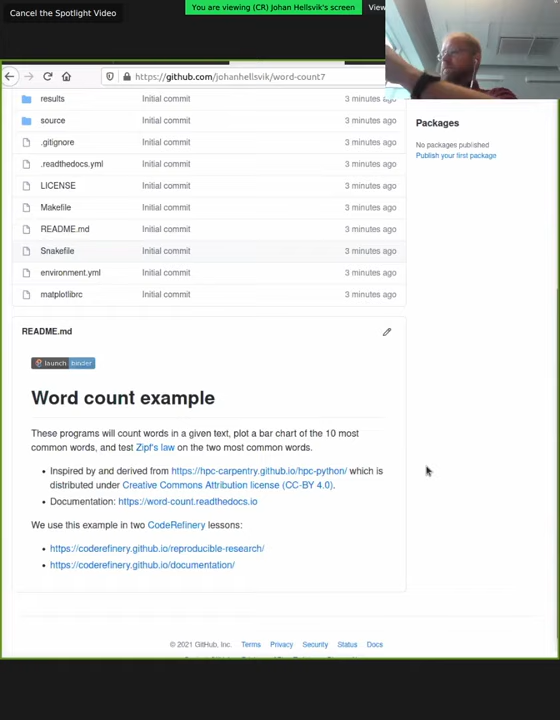 Cancel the Spotlight Video
You are viewing (CR) Johan Hellsvik's screen
View
https://github.com/johanhellsvik/word-count7
results Initial commit 3 minutes ago
source Initial commit 3 minutes ago
.gitignore Initial commit 3 minutes ago
.readthedocs.yml Initial commit 3 minutes ago
LICENSE Initial commit 3 minutes ago
Makefile Initial commit 3 minutes ago
README.md Initial commit 3 minutes ago
Snakefile Initial commit 3 minutes ago
environment.yml Initial commit 3 minutes ago
matplotlibrc Initial commit 3 minutes ago
Packages
No packages published
Publish your first package
README.md
launch binder
Word count example
These programs will count words in a given text, plot a bar chart of the 10 most
common words, and test Zipf's law on the two most common words.
• Inspired by and derived from https://hpc-carpentry.github.io/hpc-python/ which is
distributed under Creative Commons Attribution license (CC-BY 4.0).
• Documentation: https://word-count.readthedocs.io
We use this example in two CodeRefinery lessons:
• https://coderefinery.github.io/reproducible-research/
• https://coderefinery.github.io/documentation/
© 2021 GitHub, Inc. Terms Privacy Security Status Docs